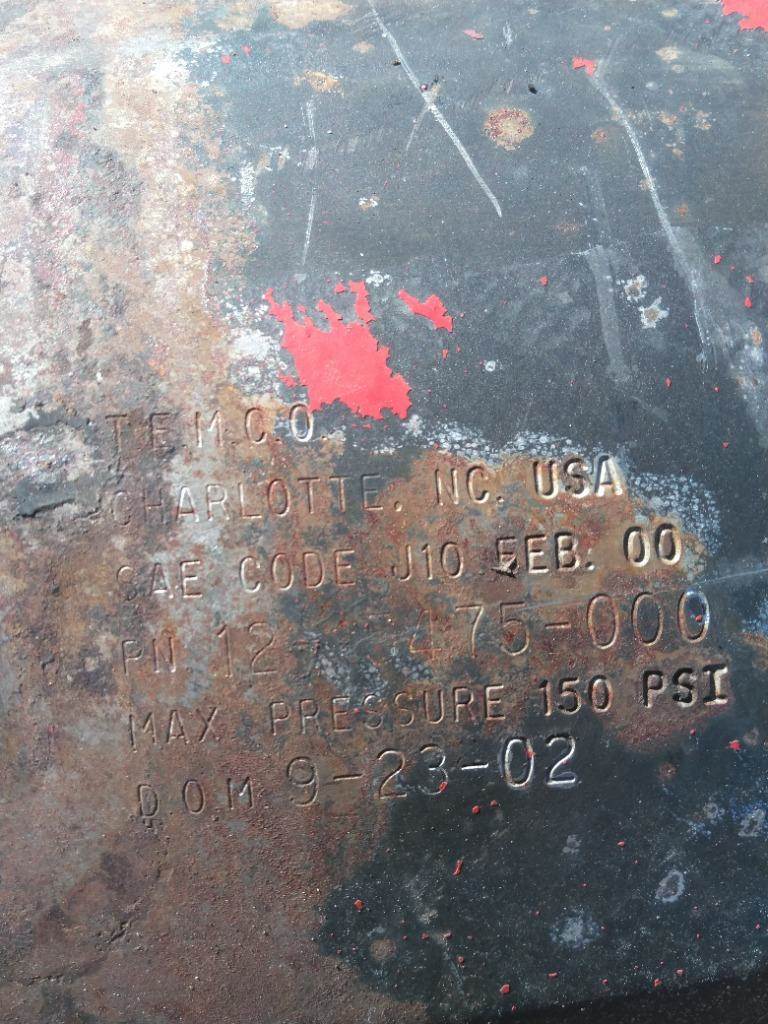 T.E.M.C.O.
CHARLOTTE. NC. USA
SAE CODE J10 FEB. 00
PN 12- 475-000
MAX PRESSURE 150 PSI
DOM 9-23-02